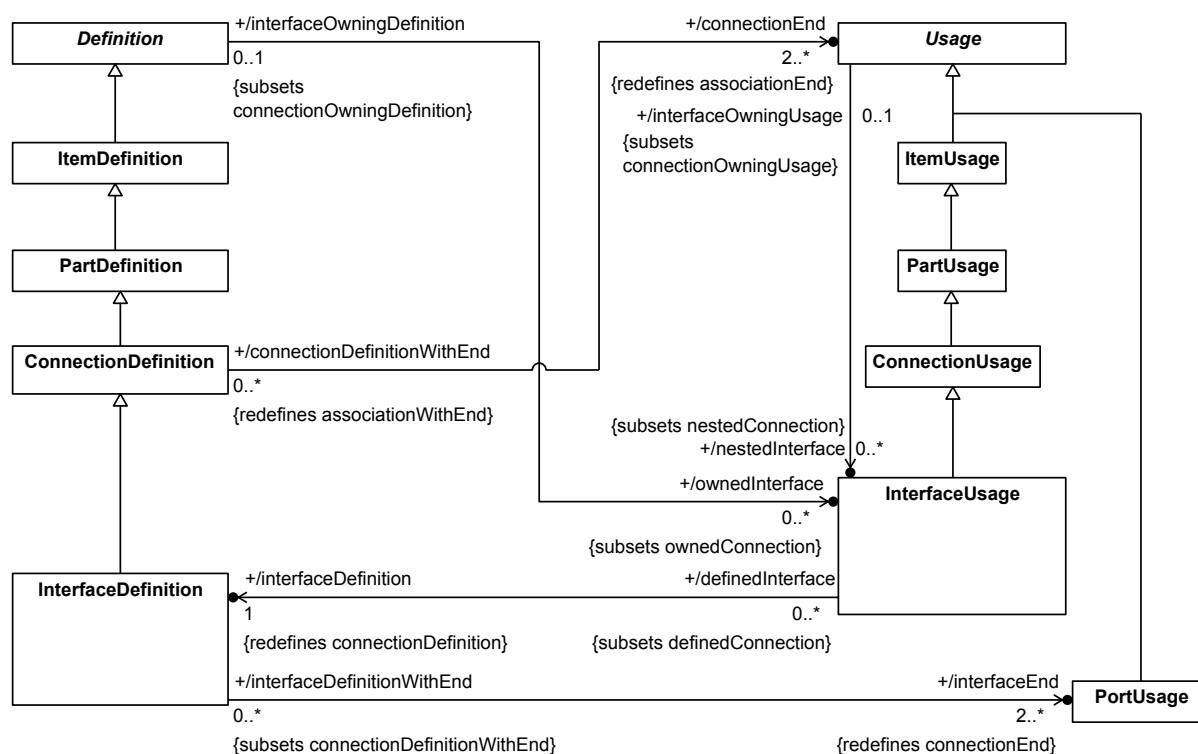 +/interfaceOwningDefinition
+/connectionEnd
Definition
Usage
0..1
2..*
{subsets
connectionOwningDefinition}
{redefines associationEnd}
+/interfaceOwningUsage
0..1
{subsets
connectionOwningUsage}
ItemDefinition
ItemUsage
PartDefinition
PartUsage
ConnectionDefinition
+/connectionDefinitionWithEnd
ConnectionUsage
0..*
{redefines associationWithEnd}
{subsets nestedConnection}
+/nestedInterface
0..*
+/ownedInterface
InterfaceUsage
0..*
{subsets ownedConnection}
InterfaceDefinition
+/interfaceDefinition
+/definedInterface
1
0..*
{redefines connectionDefinition}
{subsets definedConnection}
+/interfaceDefinitionWithEnd
+/interfaceEnd
PortUsage
0..*
2..*
{subsets connectionDefinitionWithEnd}
{redefines connectionEnd}